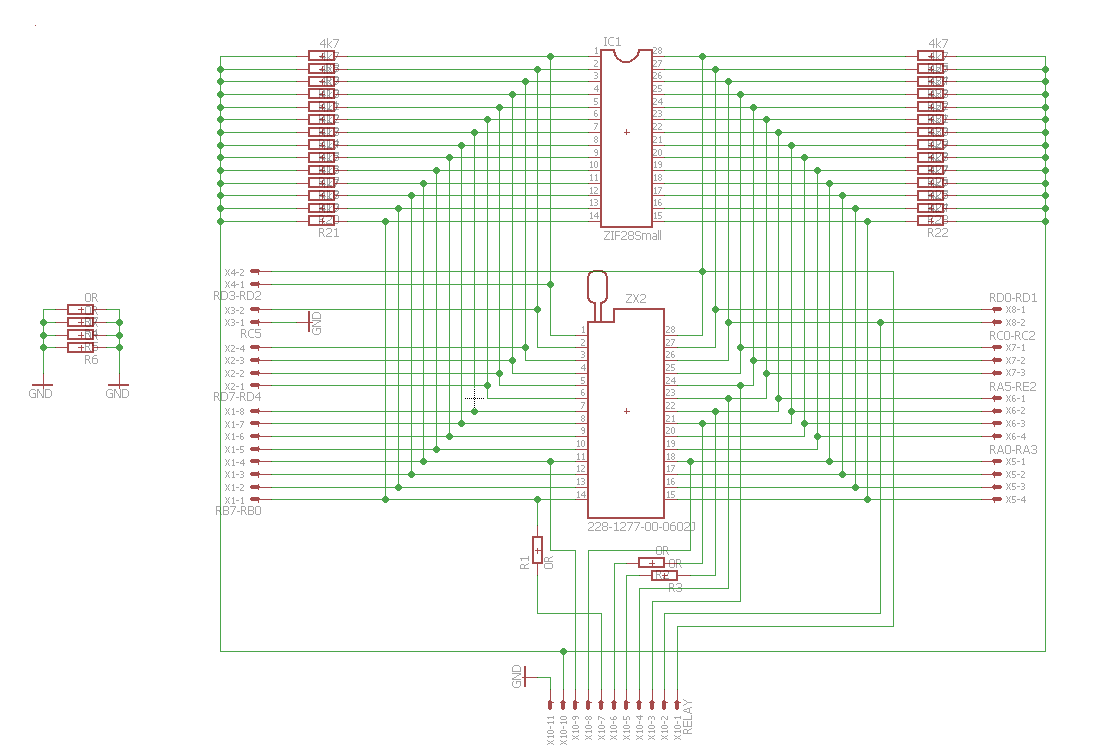 4k7
IC1
4k7
1
28
2
27
3
26
4
25
5
24
6
23
7
22
8
21
9
20
10
19
11
18
12
17
13
16
14
15
R21
ZIF28Small
R22
X4-2
X4-1
RD3-RD2
X3-2
X3-1
GND
RC5
X2-4
X2-3
X2-2
X2-1
RD7-RD4
X1-8
X1-7
X1-6
X1-5
X1-4
X1-3
X1-2
X1-1
RB7-RB0
0R
R6
GND
GND
ZX2
1
28
2
27
3
26
4
25
5
24
6
23
7
22
8
21
9
20
10
19
11
18
12
17
13
16
14
15
228-1277-00-0602J
RD0-RD1
X8-1
X8-2
RC0-RC2
X7-1
X7-2
X7-3
RA5-RE2
X6-1
X6-2
X6-3
X6-4
RA0-RA3
X5-1
X5-2
X5-3
X5-4
R1
0R
0R
0R
R2
R3
GND
X10-11
X10-10
X10-9
X10-8
X10-7
X10-6
X10-5
X10-4
X10-3
X10-2
X10-1
RELAY